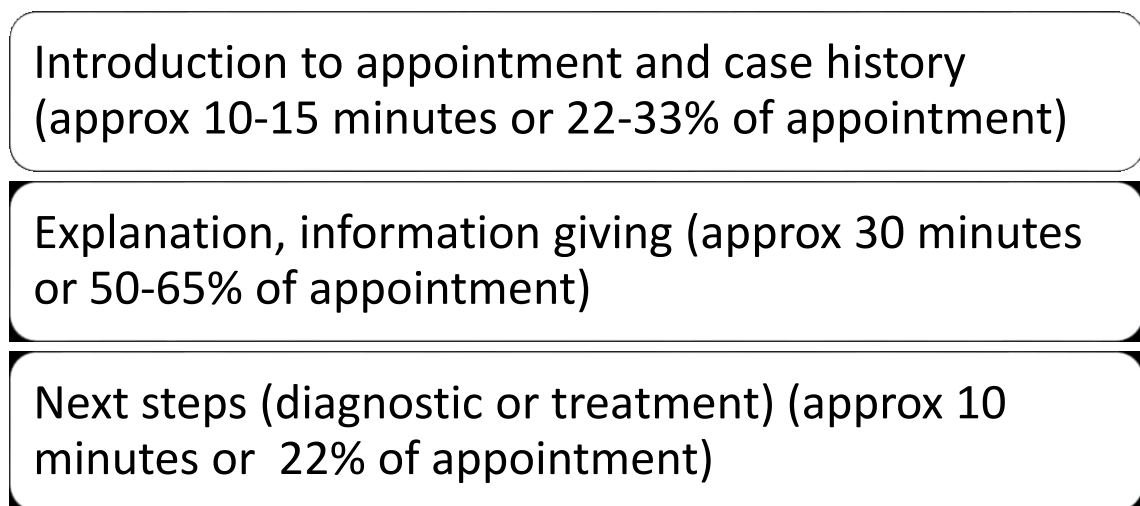 Introduction to appointment and case history
(approx 10-15 minutes or 22-33% of appointment)
Explanation, information giving (approx 30 minutes
or 50-65% of appointment)
Next steps (diagnostic or treatment) (approx 10
minutes or  22% of appointment)